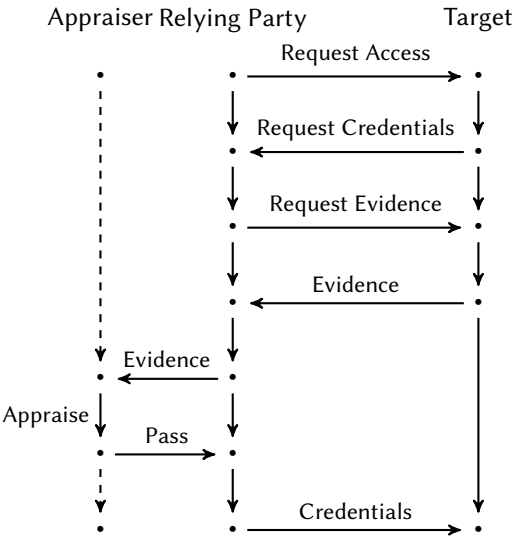 Appraiser Relying Party Target
Request Access
Request Credentials
Request Evidence
Evidence
Evidence
Appraise
Pass
Credentials